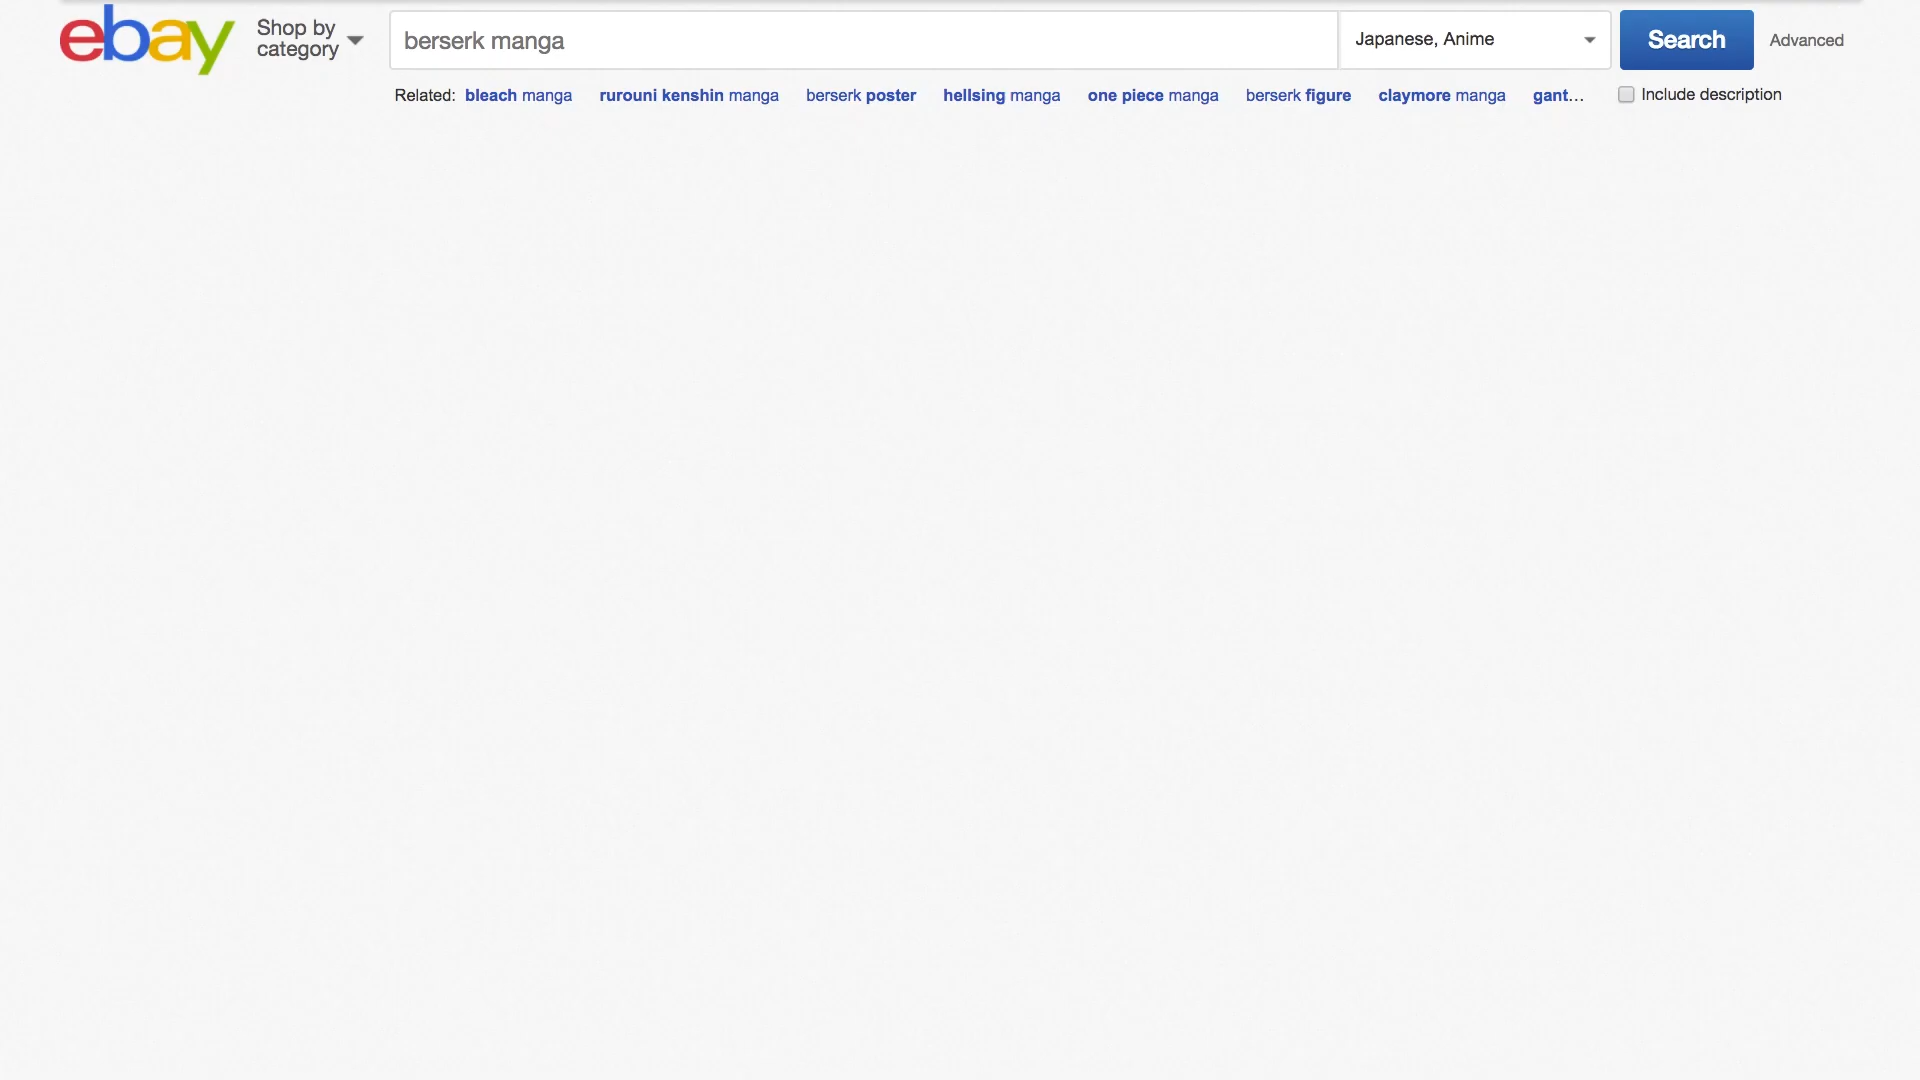 ebay
Shop by
category
berserk manga
Japanese, Anime
Search
Advanced
Related: bleach manga rurouni kenshin manga berserk poster hellsing manga one piece manga berserk figure claymore manga gant...
Include description